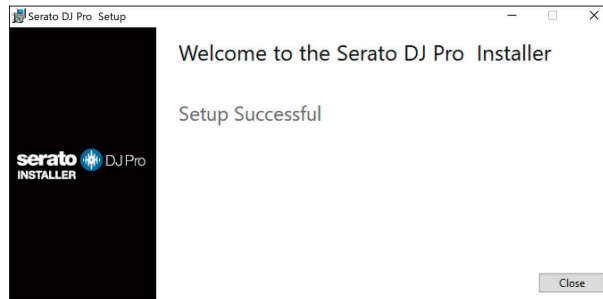 Serato DJ Pro Setup
Welcome to the Serato DJ Pro Installer
Setup Successful
serato DJ Pro
INSTALLER
Close